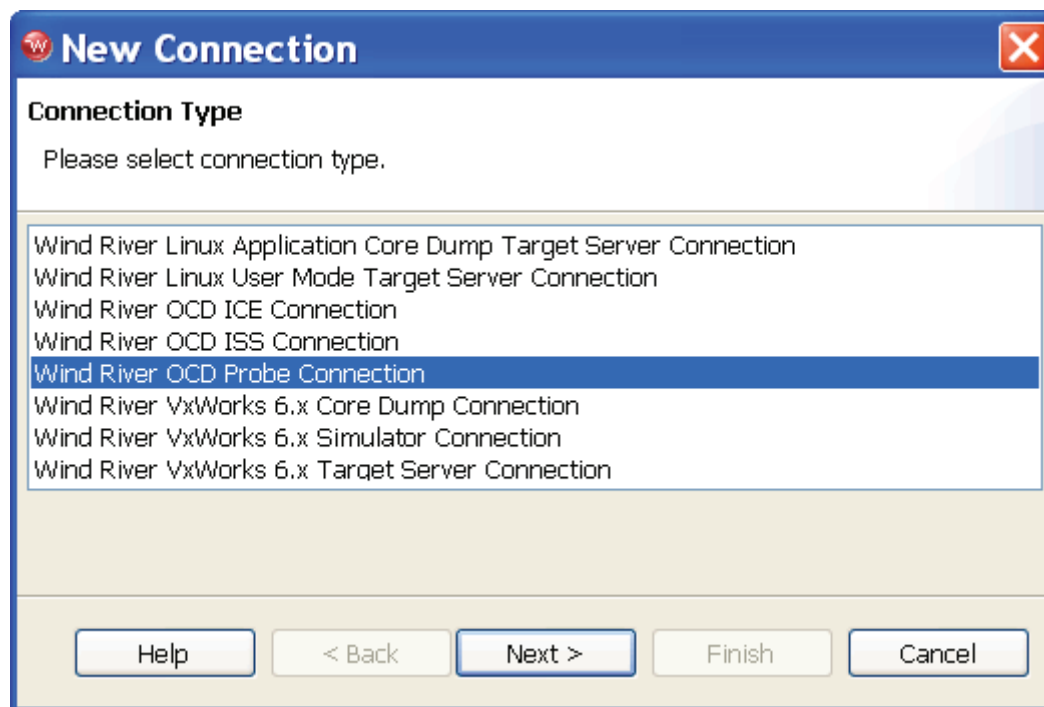 New Connection
Connection Type
Please select connection type.
Wind River Linux Application Core Dump Target Server Connection
Wind River Linux User Mode Target Server Connection
Wind River OCD ICE Connection
Wind River OCD ISS Connection
Wind River OCD Probe Connection
Wind River VxWorks 6.x Core Dump Connection
Wind River VxWorks 6.x Simulator Connection
Wind River VxWorks 6.x Target Server Connection
Help < Back Next > Finish Cancel